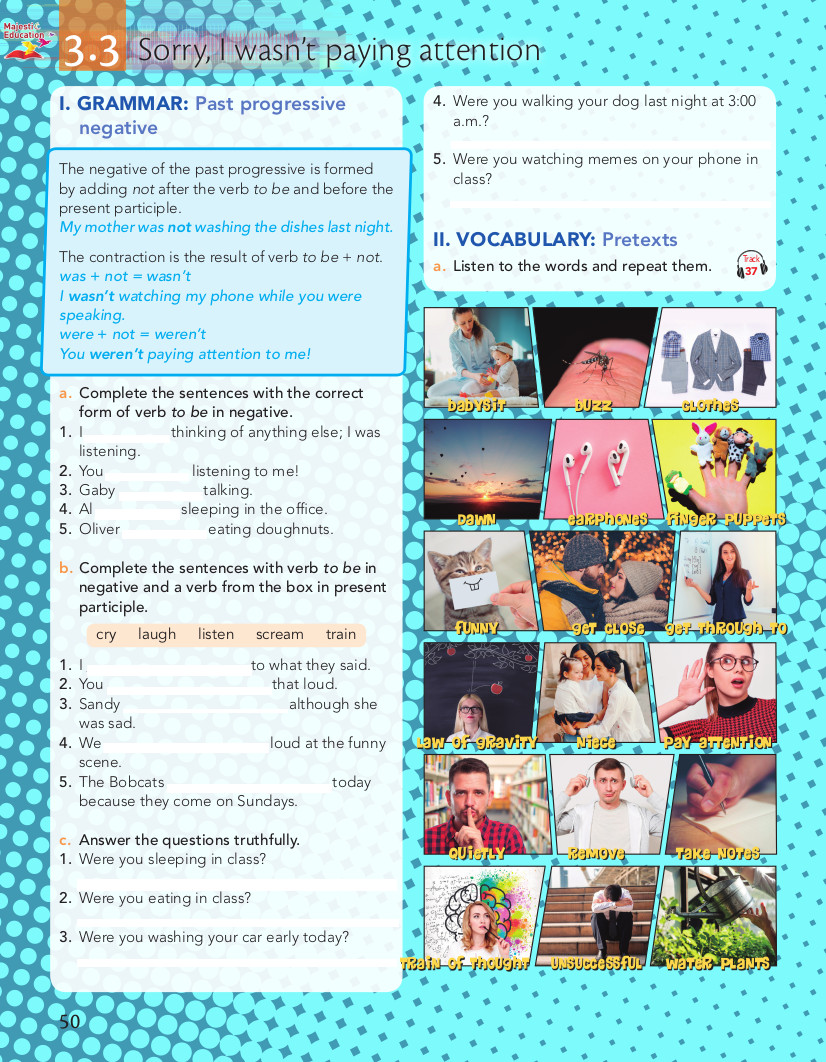 Majestic Education
3.3 Sorry, I wasn't paying attention
I. GRAMMAR: Past progressive
negative
The negative of the past progressive is formed
by adding not after the verb to be and before the
present participle.
My mother was not washing the dishes last night.
The contraction is the result of verb to be + not.
was + not = wasn't
I wasn't watching my phone while you were
speaking.
were + not = weren't
You weren't paying attention to me!
a. Complete the sentences with the correct
form of verb to be in negative.
1. I thinking of anything else; I was
listening.
2. You listening to me!
3. Gaby talking.
4. Al sleeping in the office.
5. Oliver eating doughnuts.
b. Complete the sentences with verb to be in
negative and a verb from the box in present
participle.
cry laugh listen scream train
1. I to what they said.
2. You that loud.
3. Sandy although she
was sad.
4. We loud at the funny
scene.
5. The Bobcats today
because they come on Sundays.
c. Answer the questions truthfully.
1. Were you sleeping in class?
2. Were you eating in class?
3. Were you washing your car early today?
4. Were you walking your dog last night at 3:00
a.m.?
5. Were you watching memes on your phone in
class?
II. VOCABULARY: Pretexts
a. Listen to the words and repeat them.
Track
37
babysit buzz clothes
dawn earphones finger puppets
funny get close get through to
law of gravity niece pay attention
quietly remove take notes
train of thought unsuccessful water plants
50